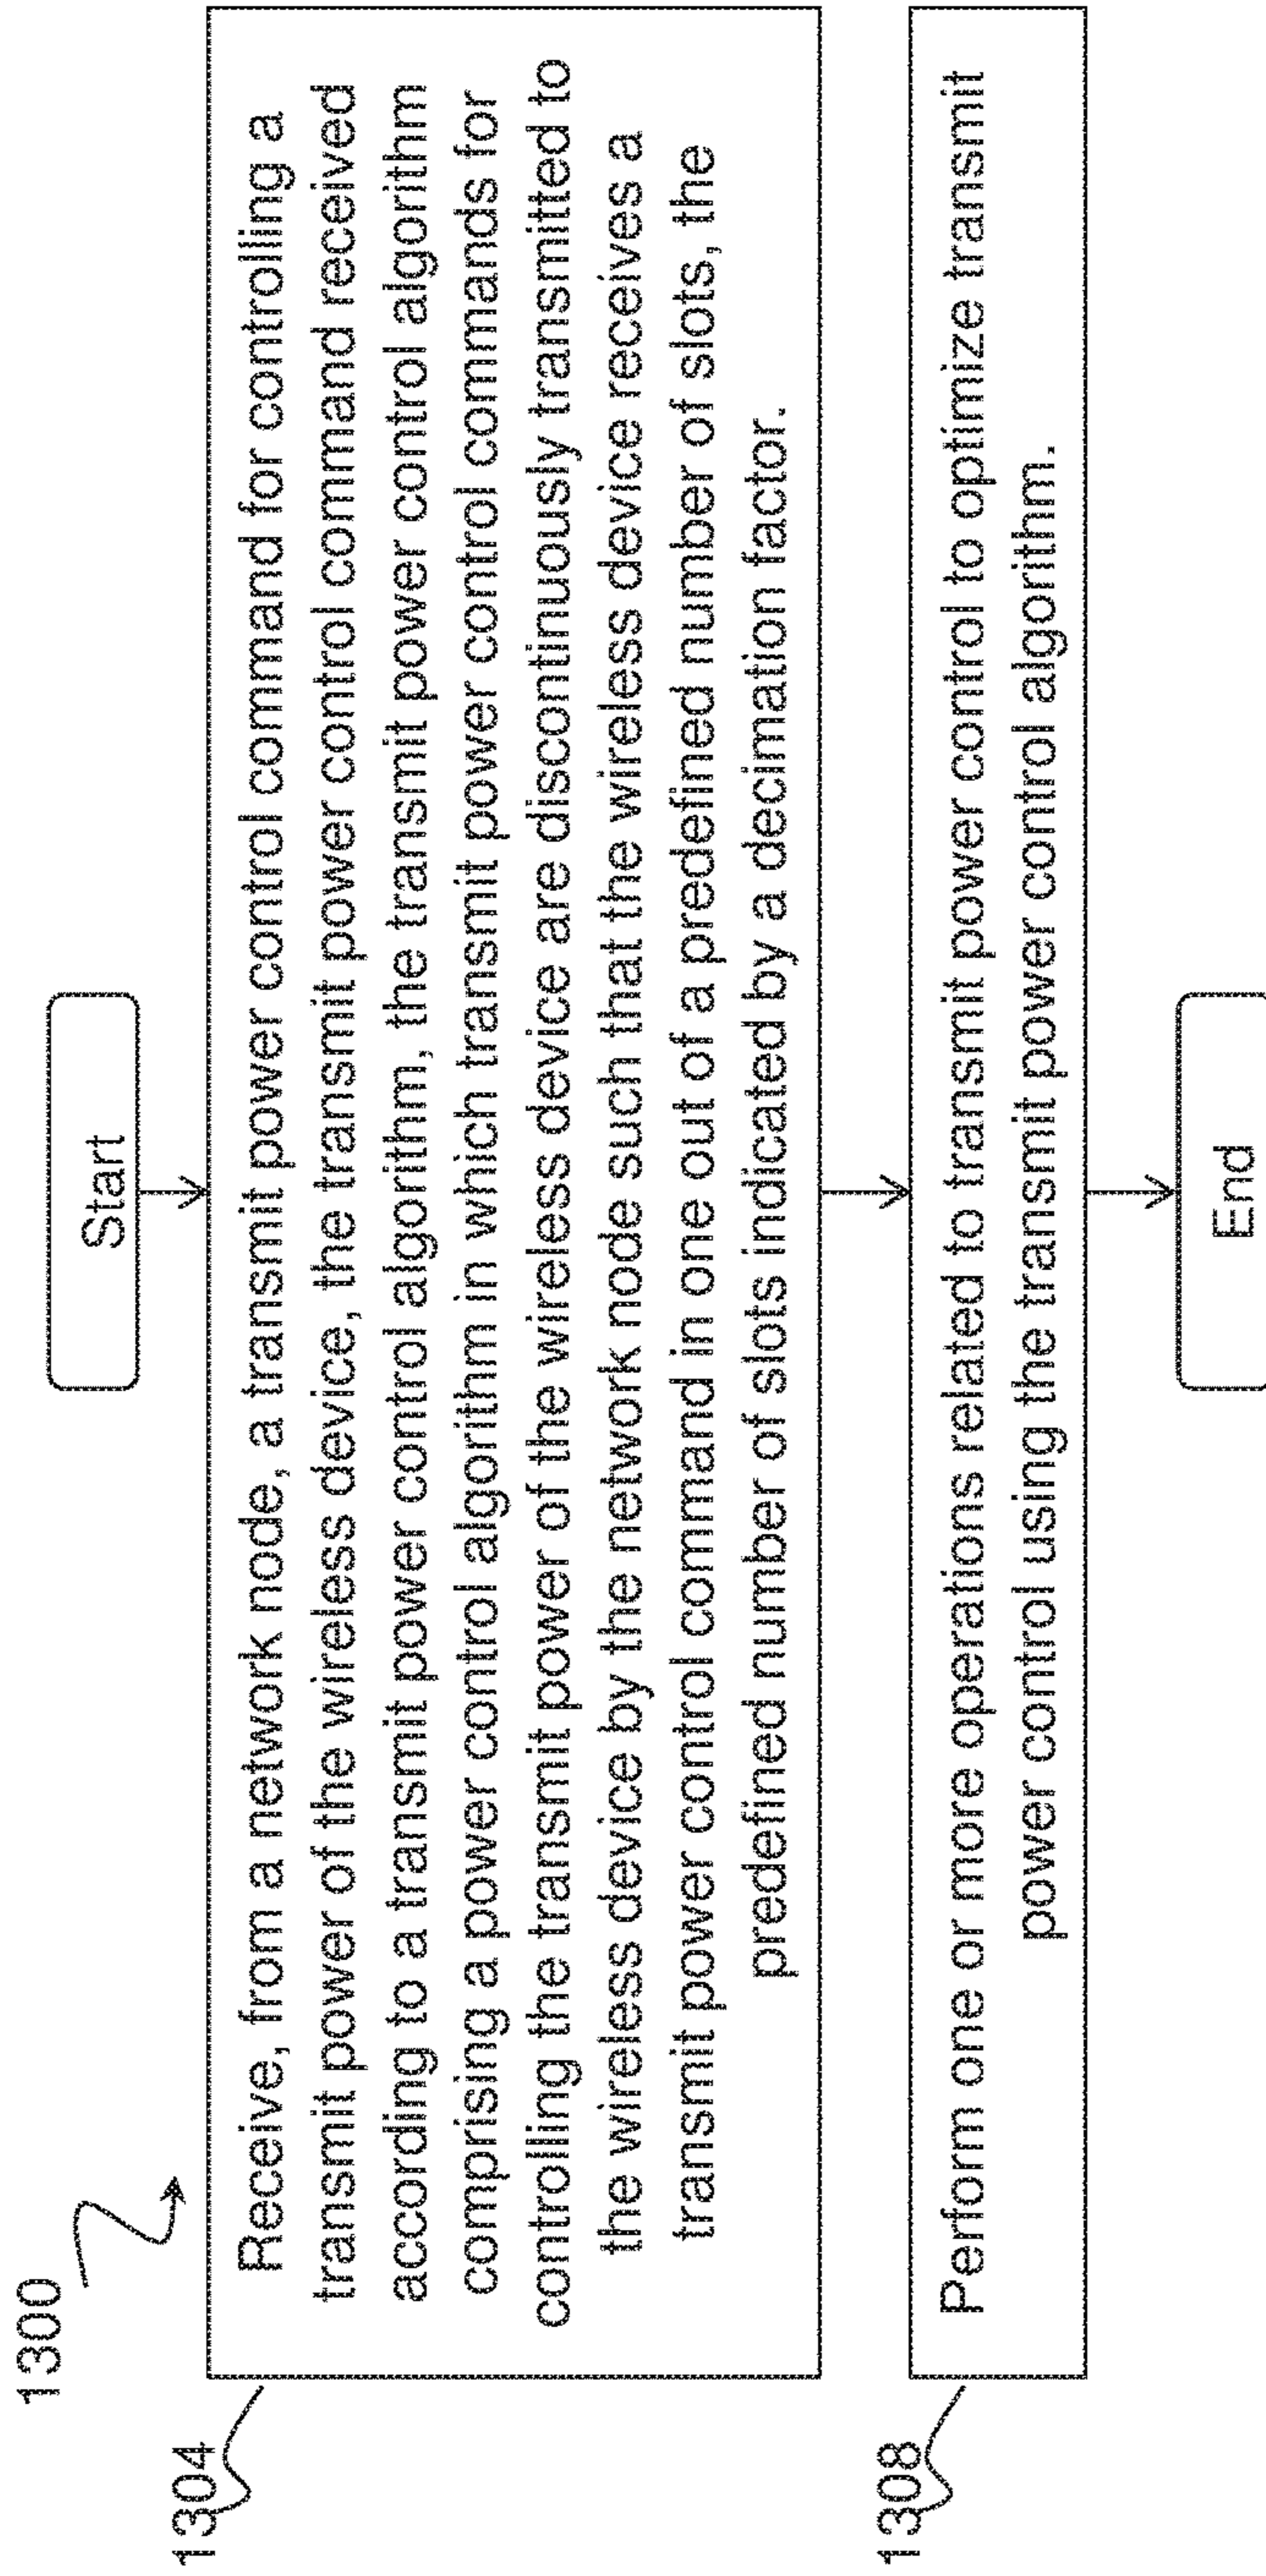 1300
Start
1304
Receive, from a network node, a transmit power control command for controlling a
transmit power of the wireless device, the transmit power control command received
according to a transmit power control algorithm, the transmit power control algorithm
comprising a power control algorithm in which transmit power control commands for
controlling the transmit power of the wireless device are discontinuously transmitted to
the wireless device by the network node such that the wireless device receives a
transmit power control command in one out of a predefined number of slots, the
predefined number of slots indicated by a decimation factor.
1308
Perform one or more operations related to transmit power control to optimize transmit
power control using the transmit power control algorithm.
End